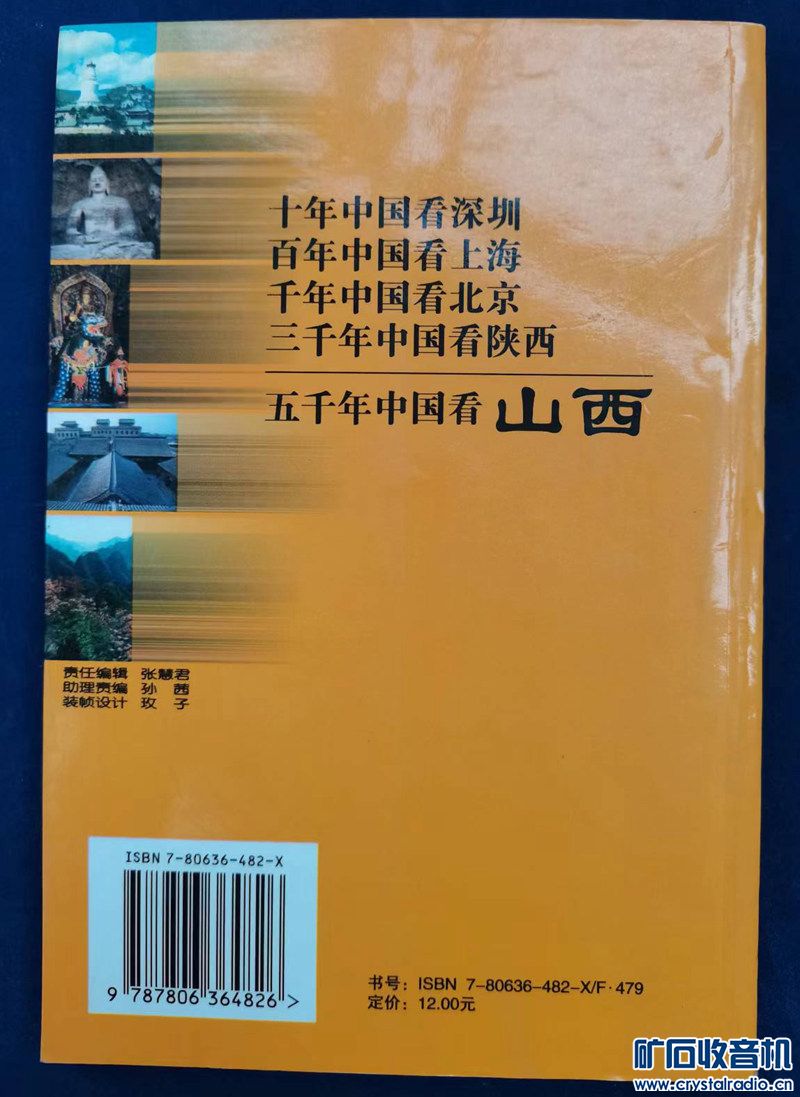 十年中国看深圳
百年中国看上海
千年中国看北京
三千年中国看陕西
五千年中国看 山西
责任编辑 张慧君
助理责编 孙 茜
装帧设计 玫 子
ISBN 7-80636-482-X
9 787806 364826 >
书号: ISBN 7-80636-482-X/F·479
定价: 12.00元
矿石收音机
www.crystalradio.cn